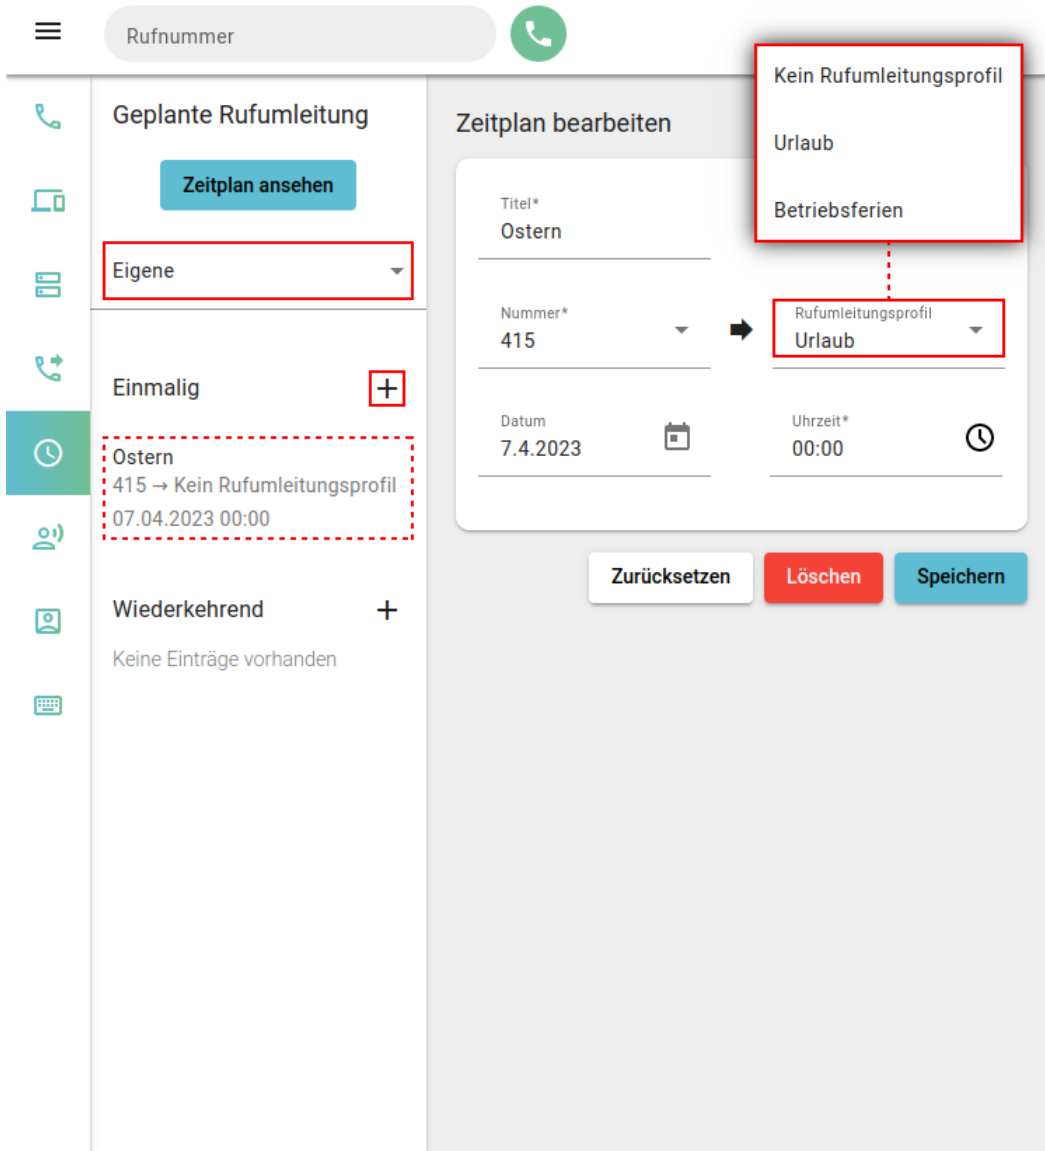 Rufnummer
Geplante Rufumleitung
Zeitplan ansehen
Eigene
Einmalig
Ostern
415 → Kein Rufumleitungsprofil
07.04.2023 00:00
Wiederkehrend
Keine Einträge vorhanden
Zeitplan bearbeiten
Titel*
Ostern
Nummer*
415
Kein Rufumleitungsprofil
Urlaub
Betriebsferien
Rufumleitungsprofil
Urlaub
Datum
7.4.2023
Uhrzeit*
00:00
Zurücksetzen
Löschen
Speichern